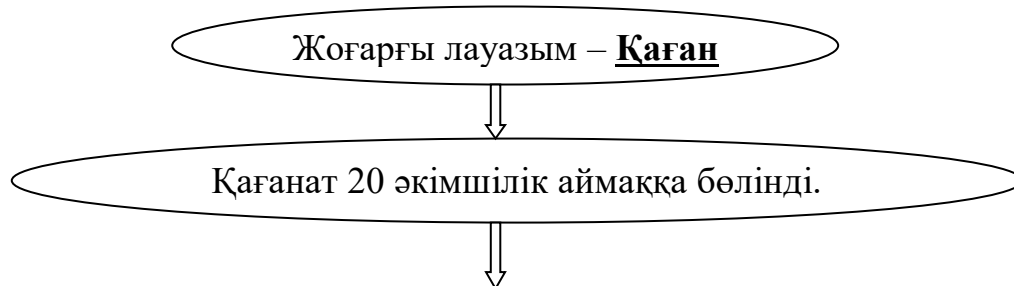 Жоғарғы лауазым – Қаған
Қағанат 20 әкімшілік аймаққа бөлінді.